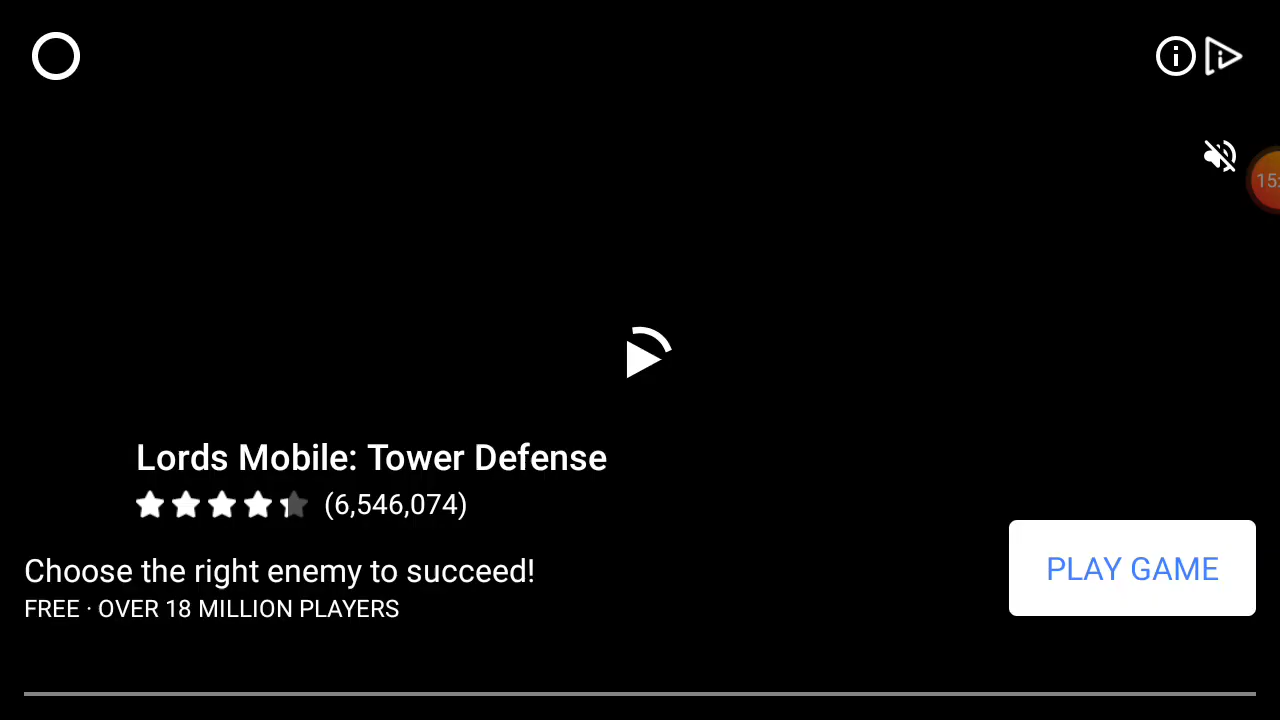 15:
Lords Mobile: Tower Defense
(6,546,074)
Choose the right enemy to succeed!
FREE · OVER 18 MILLION PLAYERS
PLAY GAME